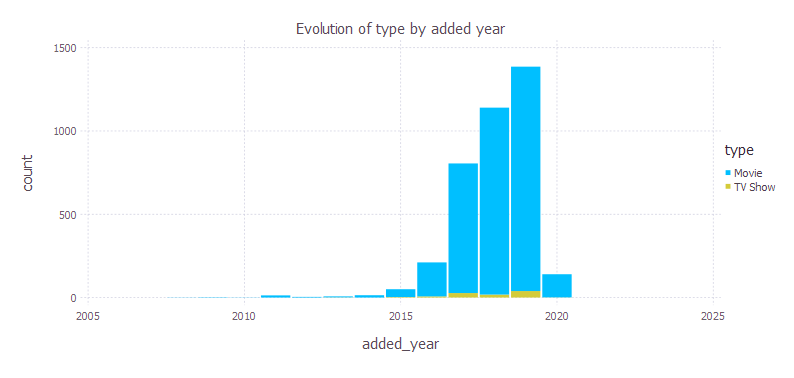 Evolution of type by added year
1500
1000
500
0
count
2005
2010
2015
2020
2025
added_year
type
Movie
TV Show